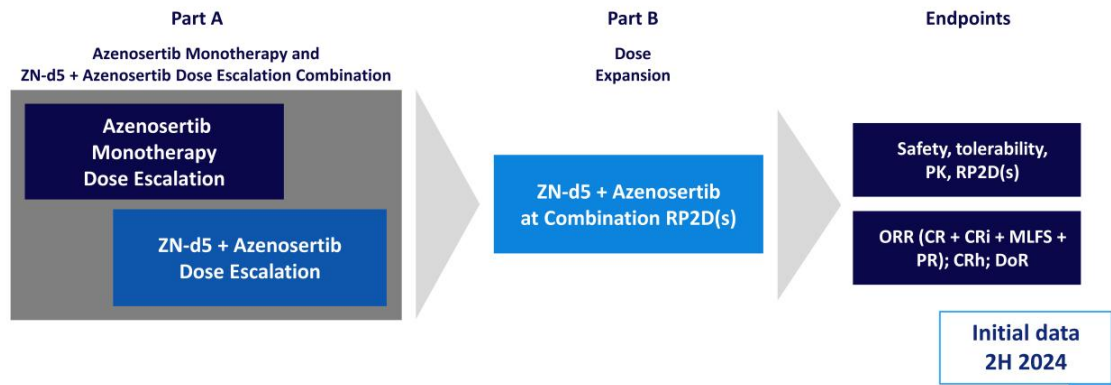 Part A
Azenosertib Monotherapy and
ZN-d5 + Azenosertib Dose Escalation Combination
Azenosertib
Monotherapy
Dose Escalation
ZN-d5 + Azenosertib
Dose Escalation
Part B
Dose
Expansion
ZN-d5 + Azenosertib
at Combination RP2D(s)
Endpoints
Safety, tolerability,
PK, RP2D(s)
ORR (CR + CRi + MLFS +
PR); CRh; DoR
Initial data
2H 2024